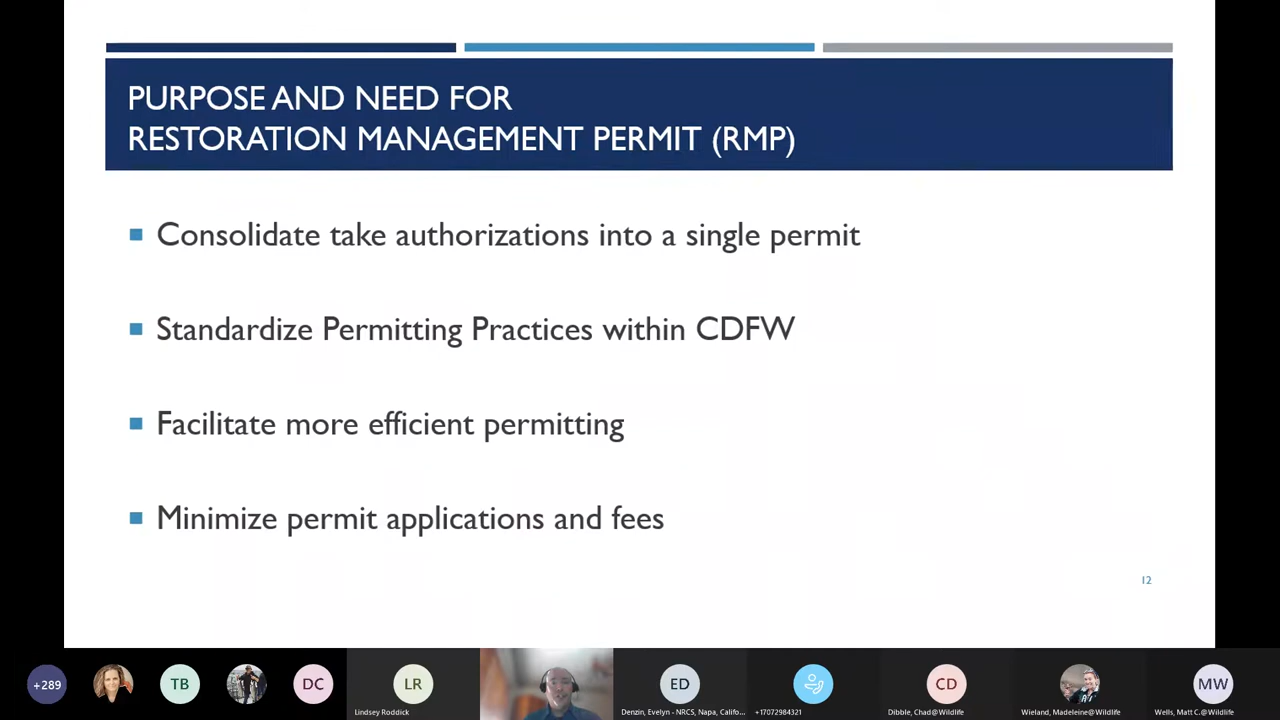 PURPOSE AND NEED FOR
RESTORATION MANAGEMENT PERMIT (RMP)
Consolidate take authorizations into a single permit
Standardize Permitting Practices within CDFW
Facilitate more efficient permitting
Minimize permit applications and fees
12
+289
TB
DC
LR
ED
CD
MW
Lindsey Roddick
Denzin, Evelyn - NRCS, Napa, Califo...
+17072984321
Dibble, Chad@Wildlife
Wieland, Madeleine@Wildlife
Wells, Matt C.@Wildlife